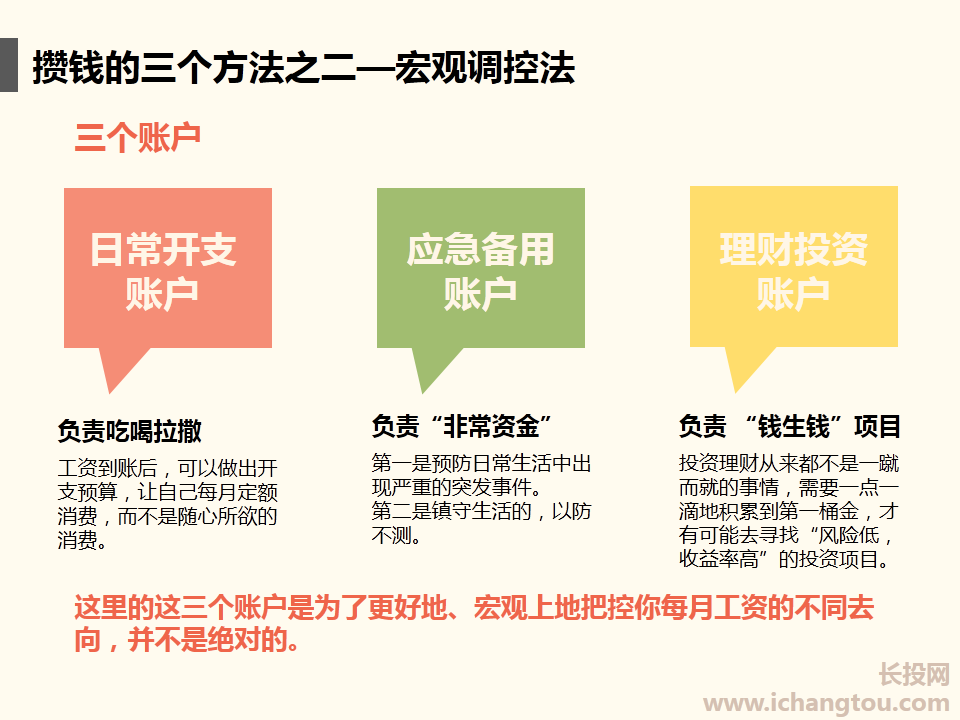 攒钱的三个方法之二—宏观调控法
三个账户
日常开支
账户
应急备用
账户
理财投资
账户
负责吃喝拉撒
工资到账后，可以做出开
支预算，让自己每月定额
消费，而不是随心所欲的
消费。
负责“非常资金”
第一是预防日常生活中出
现严重的突发事件。
第二是镇守生活的，以防
不测。
负责 “钱生钱”项目
投资理财从来都不是一蹴
而就的事情，需要一点一
滴地积累到第一桶金，才
有可能去寻找“风险低，
收益率高”的投资项目。
这里的这三个账户是为了更好地、宏观上地把控你每月工资的不同去
向，并不是绝对的。
长投网
www.ichangtou.com